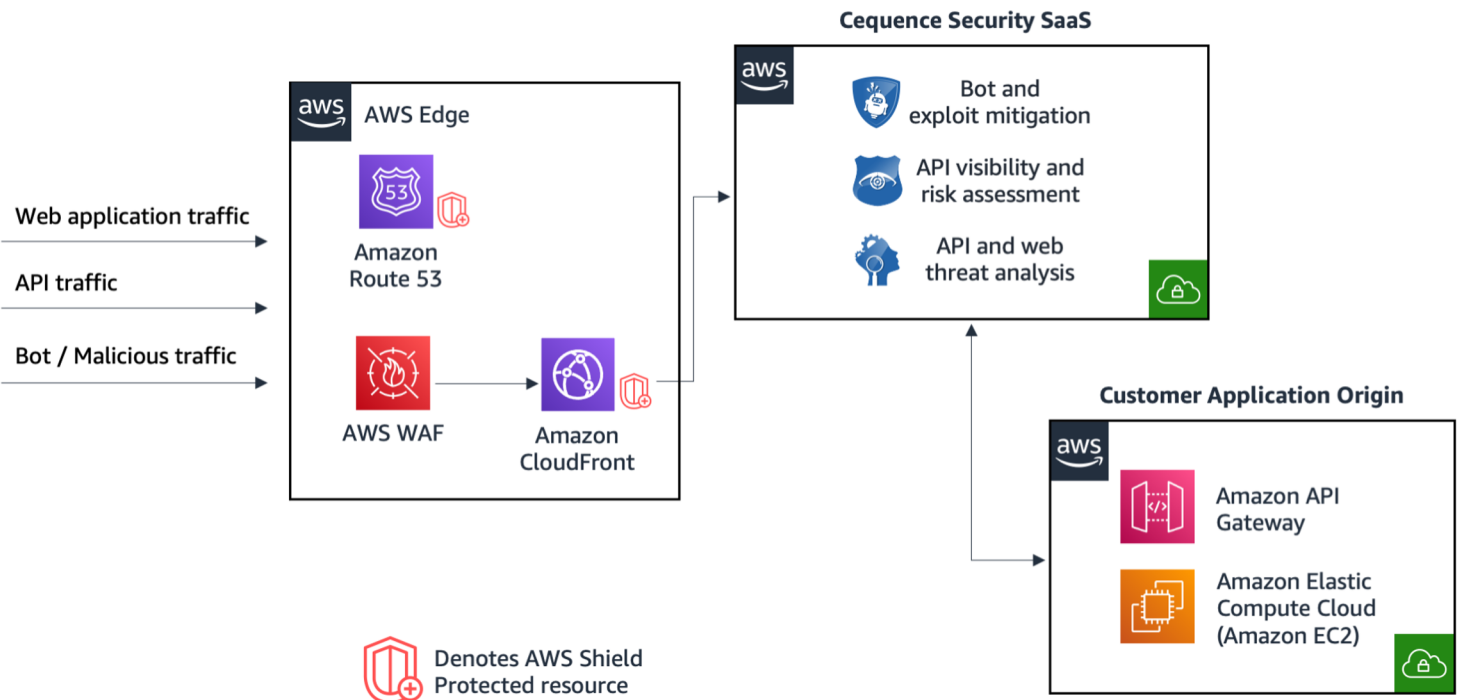 Cequence Security SaaS
aws
Bot and
exploit mitigation
API visibility and
risk assessment
API and web
threat analysis
aws
AWS Edge
53
Amazon
Route 53
AWS WAF
Amazon
CloudFront
Web application traffic
API traffic
Bot / Malicious traffic
Customer Application Origin
aws
</>
Amazon API
Gateway
Amazon Elastic
Compute Cloud
(Amazon EC2)
Denotes AWS Shield
Protected resource